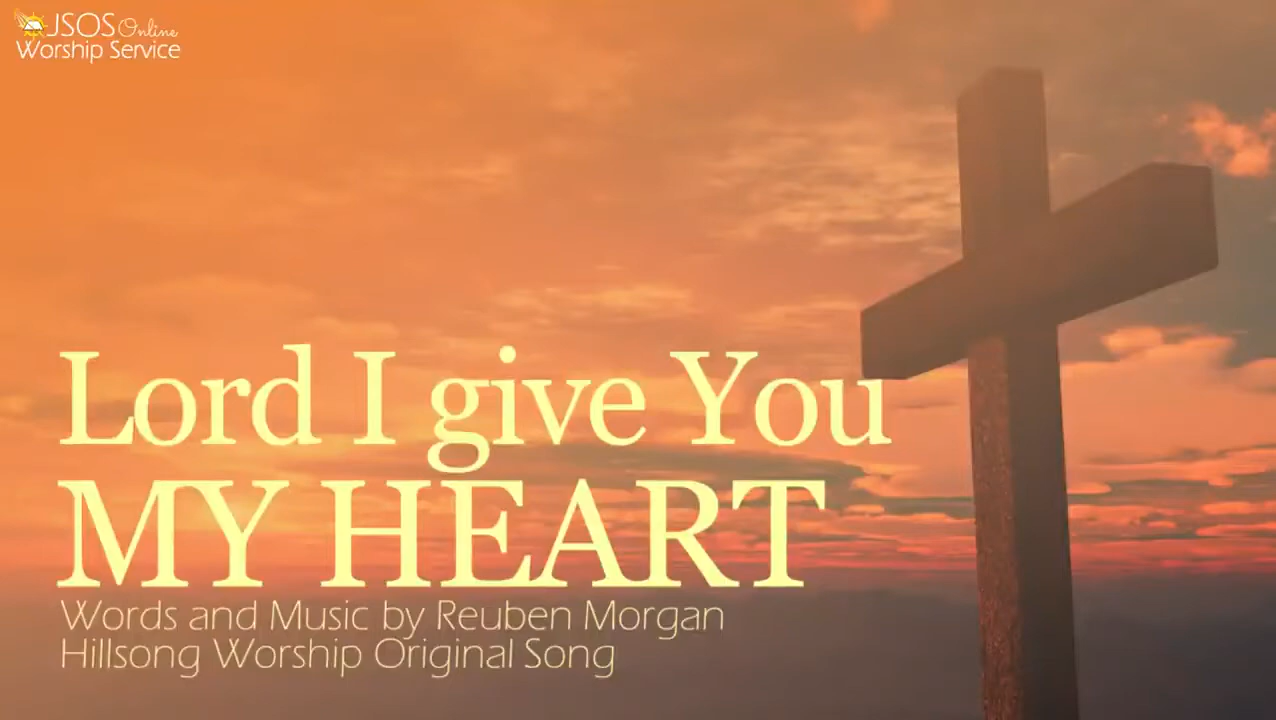 JSOS Online
Worship Service
Lord I give You
MY HEART
Words and Music by Reuben Morgan
Hillsong Worship Original Song